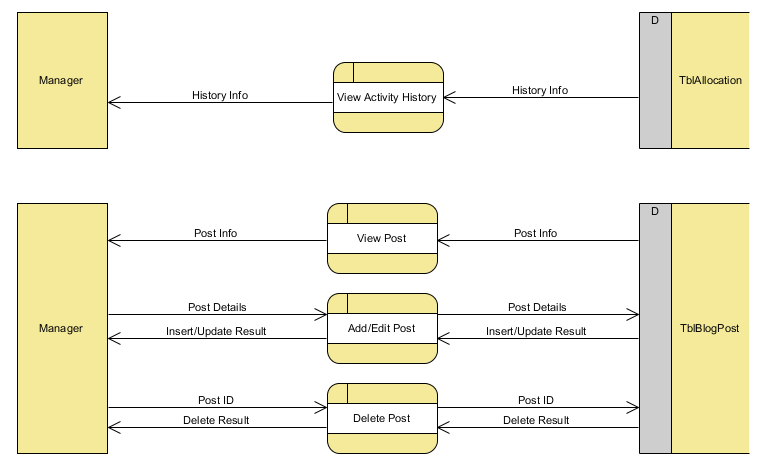 D
Manager
TblAllocation
History Info
View Activity History
History Info
D
Post Info
View Post
Post Info
Post Details
Post Details
Manager
Insert/Update Result
Add/Edit Post
Insert/Update Result
TblBlogPost
Post ID
Post ID
Delete Result
Delete Post
Delete Result